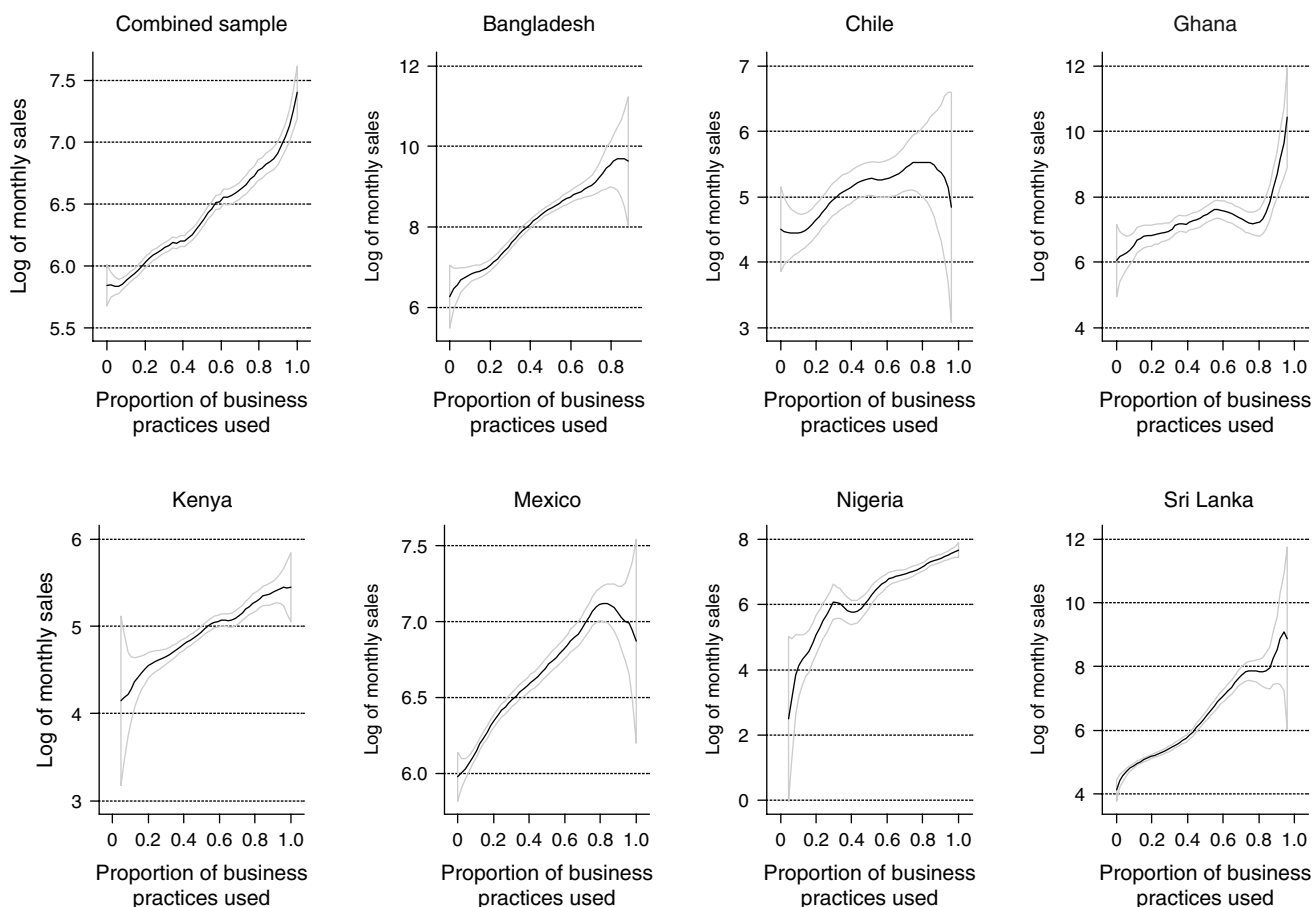 Combined sample
Bangladesh
Chile
Ghana
Log of monthly sales
7.5
7.0
6.5
6.0
5.5
0 0.2 0.4 0.6 0.8 1.0
Proportion of business
practices used
Log of monthly sales
12
10
8
6
0 0.2 0.4 0.6 0.8
Proportion of business
practices used
Log of monthly sales
7
6
5
4
3
0 0.2 0.4 0.6 0.8 1.0
Proportion of business
practices used
Log of monthly sales
12
10
8
6
4
0 0.2 0.4 0.6 0.8 1.0
Proportion of business
practices used
Kenya
Mexico
Nigeria
Sri Lanka
Log of monthly sales
6
5
4
3
0 0.2 0.4 0.6 0.8 1.0
Proportion of business
practices used
Log of monthly sales
7.5
7.0
6.5
6.0
0 0.2 0.4 0.6 0.8 1.0
Proportion of business
practices used
Log of monthly sales
8
6
4
2
0
0 0.2 0.4 0.6 0.8 1.0
Proportion of business
practices used
Log of monthly sales
12
10
8
6
4
0 0.2 0.4 0.6 0.8 1.0
Proportion of business
practices used